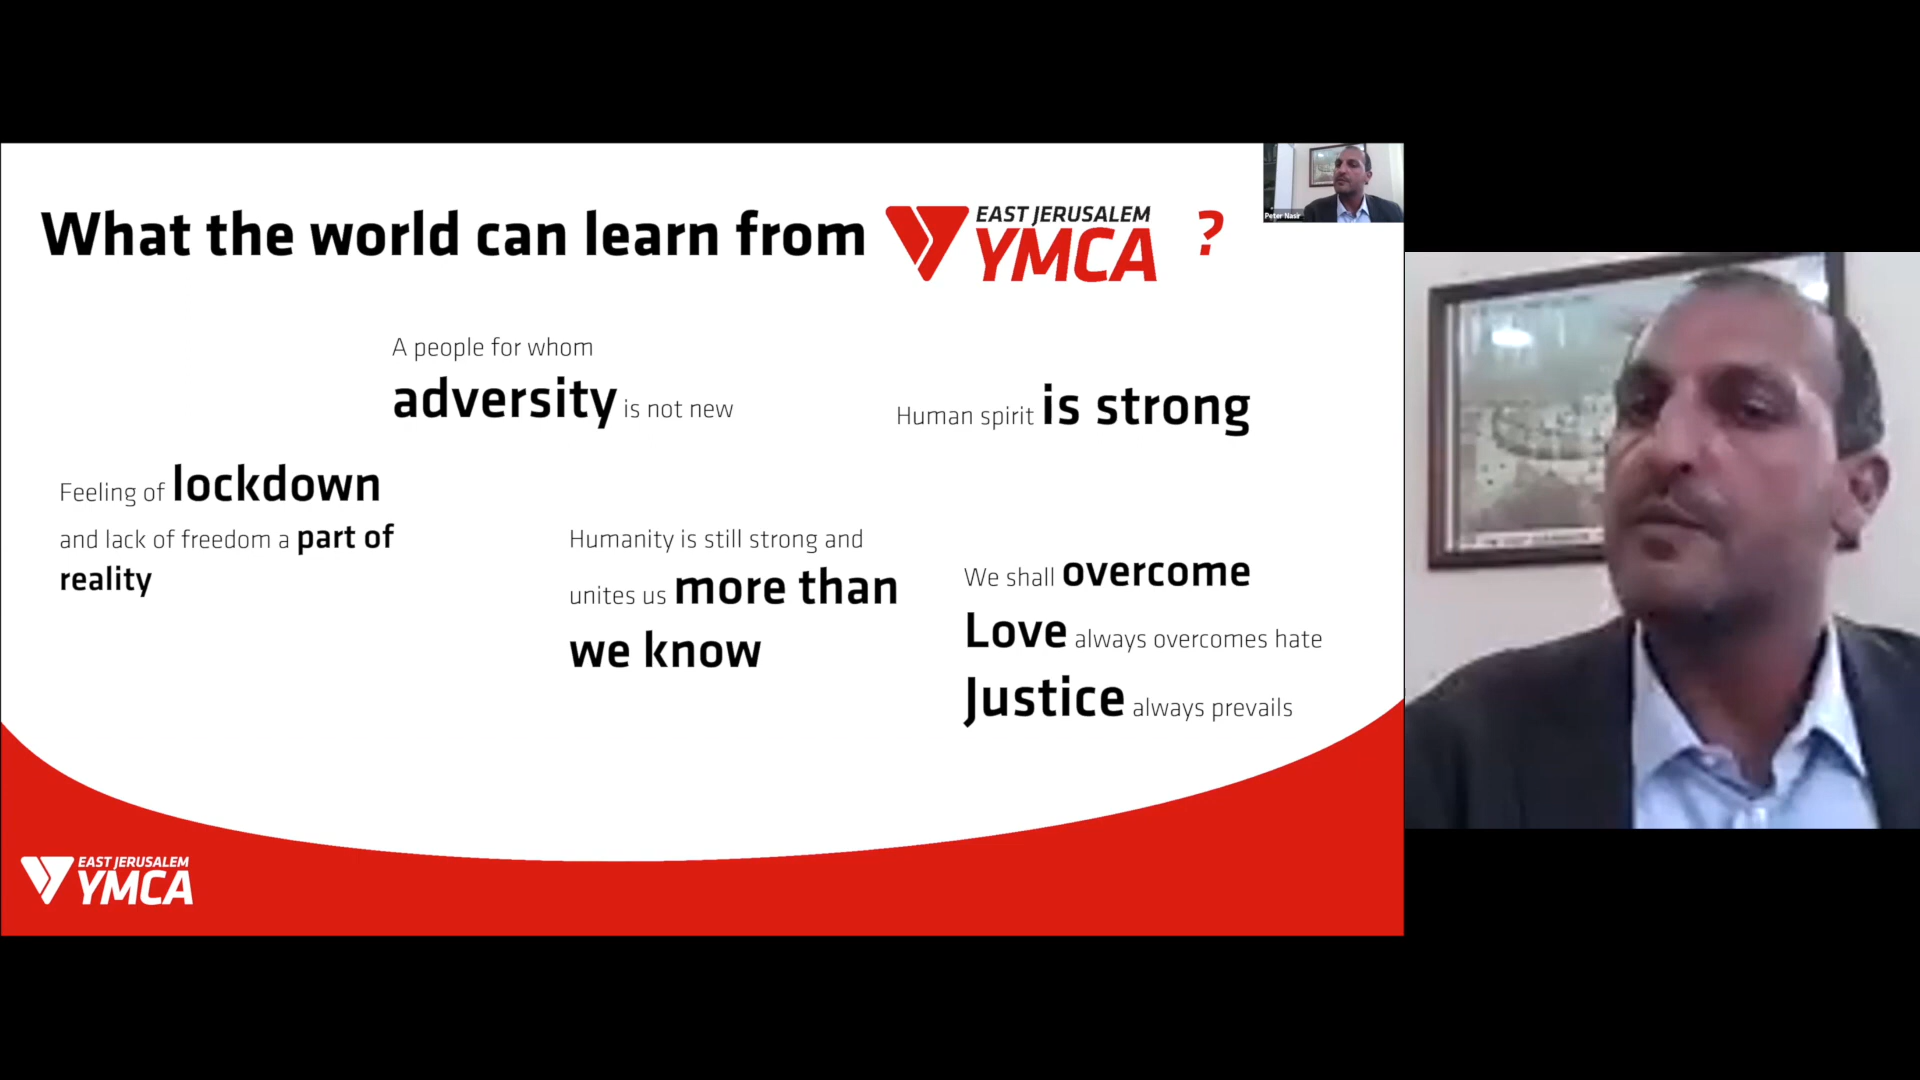 What the world can learn from EAST JERUSALEM YMCA ?
Peter Nasir
A people for whom
adversity is not new
Human spirit is strong
Feeling of lockdown
and lack of freedom a part of
reality
Humanity is still strong and
unites us more than
we know
We shall overcome
Love always overcomes hate
Justice always prevails
EAST JERUSALEM
YMCA